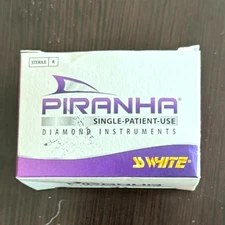 STERILE R
PIRANHA®
SINGLE-PATIENT-USE
DIAMOND INSTRUMENTS
SSWHITE®